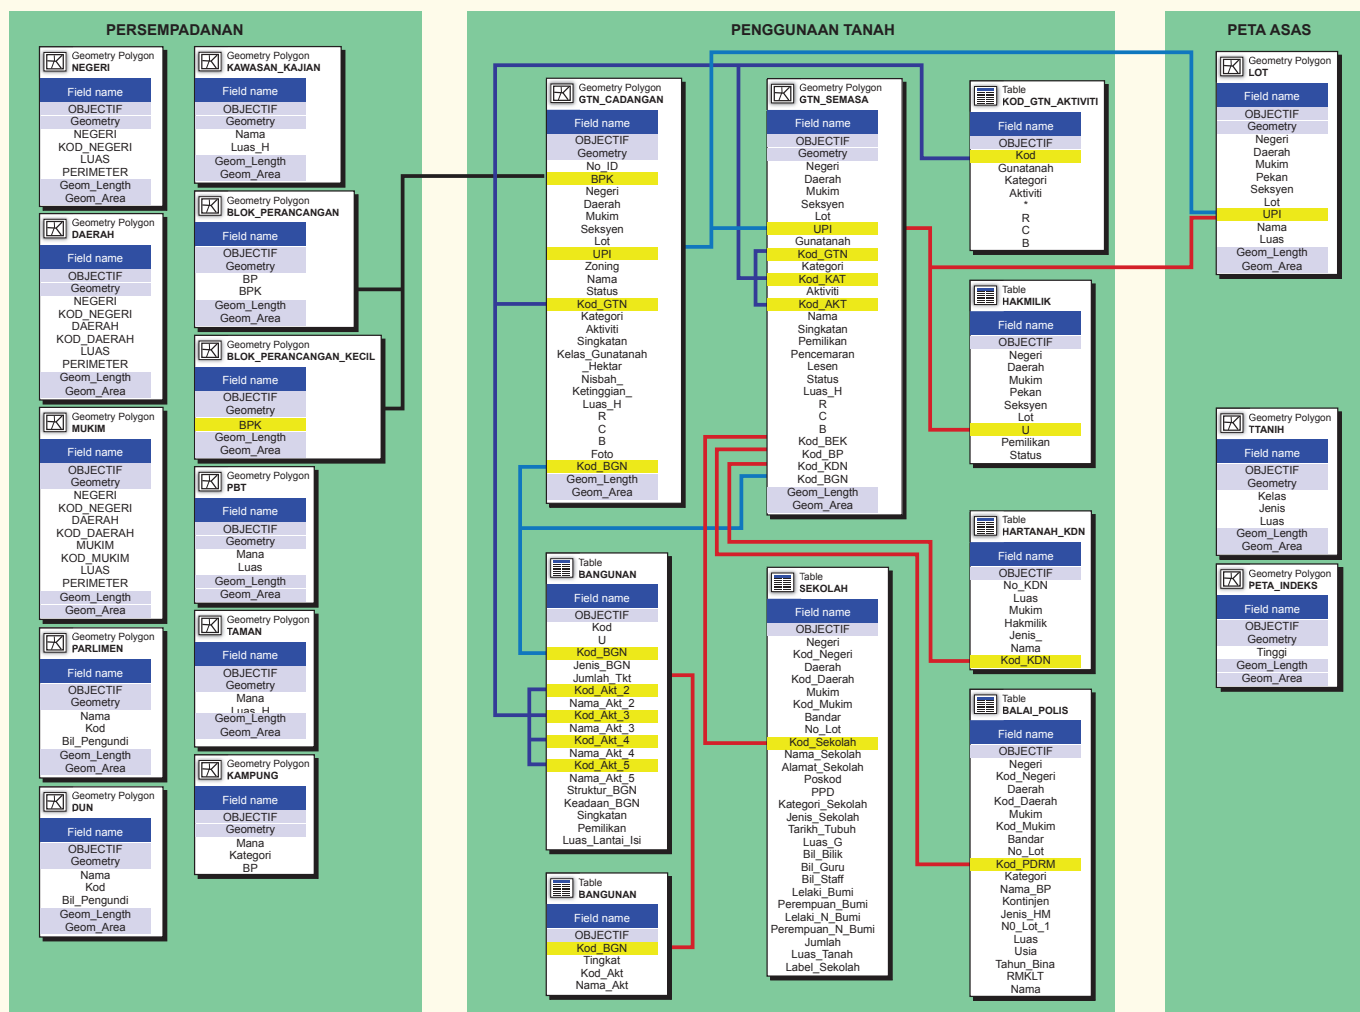 PERSEMPADANAN
Geometry Polygon
NEGERI
Field name
OBJECTIF
Geometry
NEGERI
KOD_NEGERI
LUAS
PERIMETER
Geom_Length
Geom_Area
Geometry Polygon
DAERAH
Field name
OBJECTIF
Geometry
NEGERI
KOD_NEGERI
DAERAH
KOD_DAERAH
LUAS
PERIMETER
Geom_Length
Geom_Area
Geometry Polygon
MUKIM
Field name
OBJECTIF
Geometry
NEGERI
KOD_NEGERI
DAERAH
KOD_DAERAH
MUKIM
KOD_MUKIM
LUAS
PERIMETER
Geom_Length
Geom_Area
Geometry Polygon
PARLIMEN
Field name
OBJECTIF
Geometry
Nama
Kod
Bil_Pengundi
Geom_Length
Geom_Area
Geometry Polygon
DUN
Field name
OBJECTIF
Geometry
Nama
Kod
Bil_Pengundi
Geom_Length
Geom_Area
Geometry Polygon
KAWASAN_KAJIAN
Field name
OBJECTIF
Geometry
Nama
Luas_H
Geom_Length
Geom_Area
Geometry Polygon
BLOK_PERANCANGAN
Field name
OBJECTIF
Geometry
BP
BPK
Geom_Length
Geom_Area
Geometry Polygon
BLOK_PERANCANGAN_KECIL
Field name
OBJECTIF
Geometry
BPK
Geom_Length
Geom_Area
Geometry Polygon
PBT
Field name
OBJECTIF
Geometry
Mana
Luas
Geom_Length
Geom_Area
Geometry Polygon
TAMAN
Field name
OBJECTIF
Geometry
Mana
Luas_H
Geom_Length
Geom_Area
Geometry Polygon
KAMPUNG
Field name
OBJECTIF
Geometry
Mana
Kategori
BP
PENGGUNAAN TANAH
Geometry Polygon
GTN_CADANGAN
Field name
OBJECTIF
Geometry
No_ID
BPK
Negeri
Daerah
Mukim
Seksyen
Lot
UPI
Zoning
Nama
Status
Kod_GTN
Kategori
Aktiviti
Singkatan
Kelas_Gunatanah
_Hektar
Nisbah_
Ketinggian_
Luas_H
R
C
B
Foto
Kod_BGN
Geom_Length
Geom_Area
Table
BANGUNAN
Field name
OBJECTIF
Kod
U
Kod_BGN
Jenis_BGN
Jumlah_Tkt
Kod_Akt_2
Nama_Akt_2
Kod_Akt_3
Nama_Akt_3
Kod_Akt_4
Nama_Akt_4
Kod_Akt_5
Nama_Akt_5
Struktur_BGN
Keadaan_BGN
Singkatan
Pemilikan
Luas_Lantai_Isi
Table
BANGUNAN
Field name
OBJECTIF
Kod_BGN
Tingkat
Kod_Akt
Nama_Akt
Geometry Polygon
GTN_SEMASA
Field name
OBJECTIF
Geometry
Negeri
Daerah
Mukim
Seksyen
Lot
UPI
Gunatanah
Kod_GTN
Kategori
Kod_KAT
Aktiviti
Kod_AKT
Nama
Singkatan
Pemilikan
Pencemaran
Lesen
Status
Luas_H
R
C
B
Kod_BEK
Kod_BP
Kod_KDN
Kod_BGN
Geom_Length
Geom_Area
Table
SEKOLAH
Field name
OBJECTIF
Negeri
Kod_Negeri
Daerah
Kod_Daerah
Mukim
Kod_Mukim
Bandar
No_Lot
Kod_Sekolah
Nama_Sekolah
Alamat_Sekolah
Poskod
PPD
Kategori_Sekolah
Jenis_Sekolah
Tarikh_Tubuh
Luas_G
Bil_Bilik
Bil_Guru
Bil_Staff
Lelaki_Bumi
Perempuan_Bumi
Lelaki_N_Bumi
Perempuan_N_Bumi
Jumlah
Luas_Tanah
Label_Sekolah
Table
KOD_GTN_AKTIVITI
Field name
OBJECTIF
Kod
Gunatanah
Kategori
Aktiviti
*
R
C
B
Table
HAKMILIK
Field name
OBJECTIF
Negeri
Daerah
Mukim
Pekan
Seksyen
Lot
U
Pemilikan
Status
Table
HARTANAH_KDN
Field name
OBJECTIF
No_KDN
Luas
Mukim
Hakmilik
Jenis_
Nama
Kod_KDN
Table
BALAI_POLIS
Field name
OBJECTIF
Negeri
Kod_Negeri
Daerah
Kod_Daerah
Mukim
Kod_Mukim
Bandar
No_Lot
Kod_PDRM
Kategori
Nama_BP
Kontinjen
Jenis_HM
N0_Lot_1
Luas
Usia
Tahun_Bina
RMKLT
Nama
PETA ASAS
Geometry Polygon
LOT
Field name
OBJECTIF
Geometry
Negeri
Daerah
Mukim
Pekan
Seksyen
Lot
UPI
Nama
Luas
Geom_Length
Geom_Area
Geometry Polygon
TTANIH
Field name
OBJECTIF
Geometry
Kelas
Jenis
Luas
Geom_Length
Geom_Area
Geometry Polygon
PETA_INDEKS
Field name
OBJECTIF
Geometry
Tinggi
Geom_Length
Geom_Area